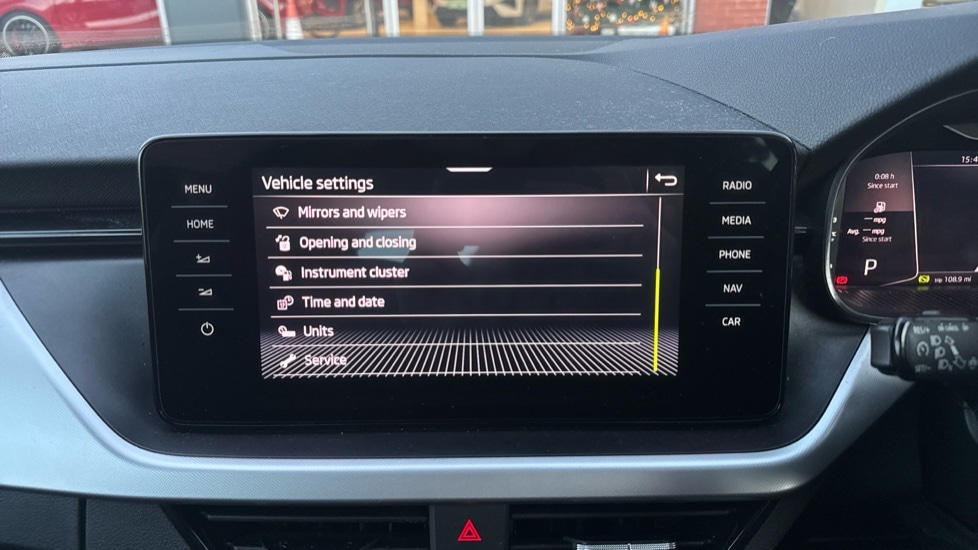 Vehicle settings
Mirrors and wipers
Opening and closing
Instrument cluster
Time and date
Units
Service
MENU
HOME
RADIO
MEDIA
PHONE
NAV
CAR
0:08 h
Since start
mpg
Avg. mpg
Since start
P
trip 108.9 mi
15:4